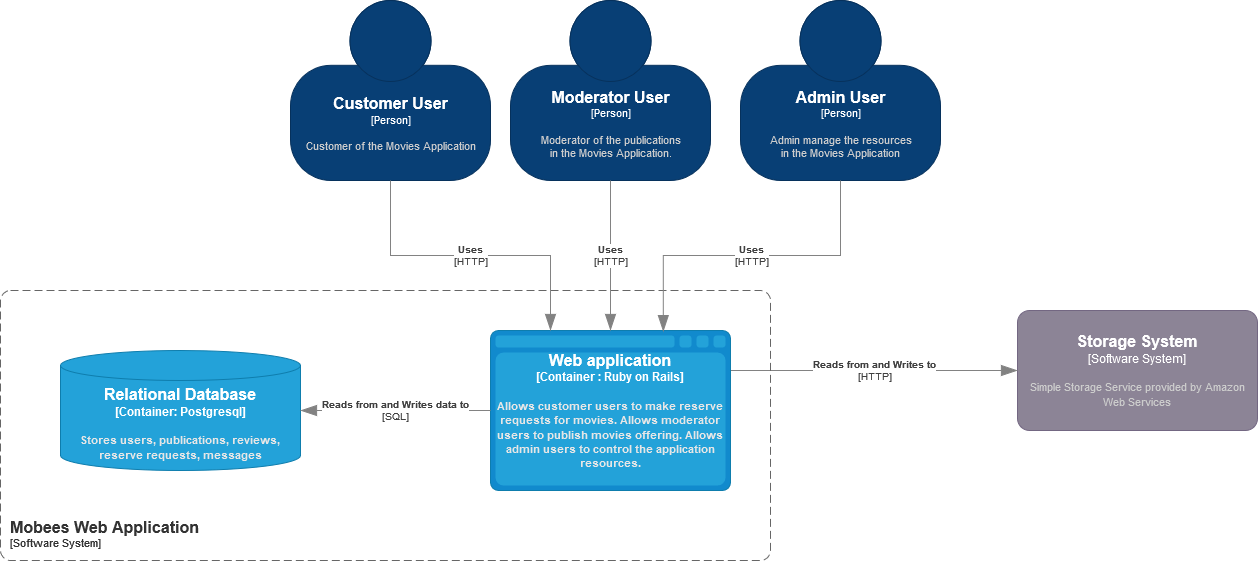 Customer User
[Person]
Customer of the Movies Application
Moderator User
[Person]
Moderator of the publications
in the Movies Application.
Admin User
[Person]
Admin manage the resources
in the Movies Application
Uses
[HTTP]
Uses
[HTTP]
Uses
[HTTP]
Relational Database
[Container: Postgresql]
Stores users, publications, reviews,
reserve requests, messages
Reads from and Writes data to
[SQL]
Web application
[Container : Ruby on Rails]
Allows customer users to make reserve
requests for movies. Allows moderator
users to publish movies offering. Allows
admin users to control the application
resources.
Reads from and Writes to
[HTTP]
Storage System
[Software System]
Simple Storage Service provided by Amazon
Web Services
Mobees Web Application
[Software System]